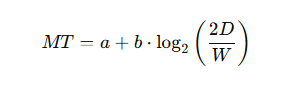 MT = a + b · log₂ (2D/W)